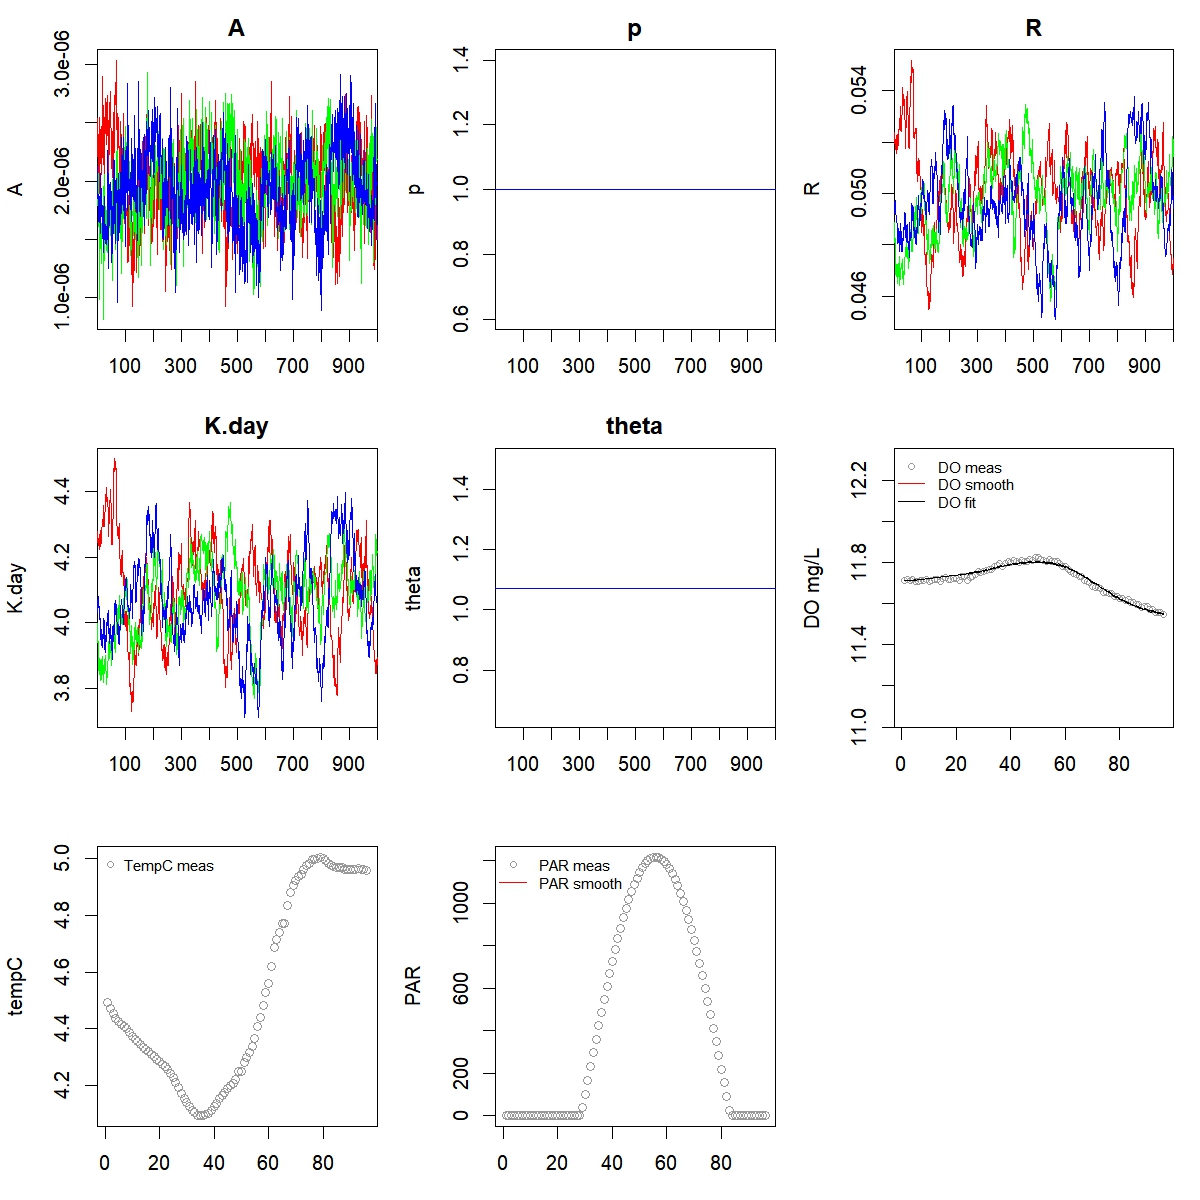 A
A
3.0e-06
2.0e-06
1.0e-06
100 300 500 700 900
p
p
1.4
1.2
1.0
0.8
0.6
100 300 500 700 900
R
R
0.054
0.050
0.046
100 300 500 700 900
K.day
K.day
4.4
4.2
4.0
3.8
100 300 500 700 900
theta
theta
1.4
1.2
1.0
0.8
100 300 500 700 900
DO meas
DO smooth
DO fit
DO mg/L
12.2
11.8
11.4
11.0
0 20 40 60 80
TempC meas
tempC
5.0
4.8
4.6
4.4
4.2
0 20 40 60 80
PAR meas
PAR smooth
PAR
1000
600
200
0
0 20 40 60 80